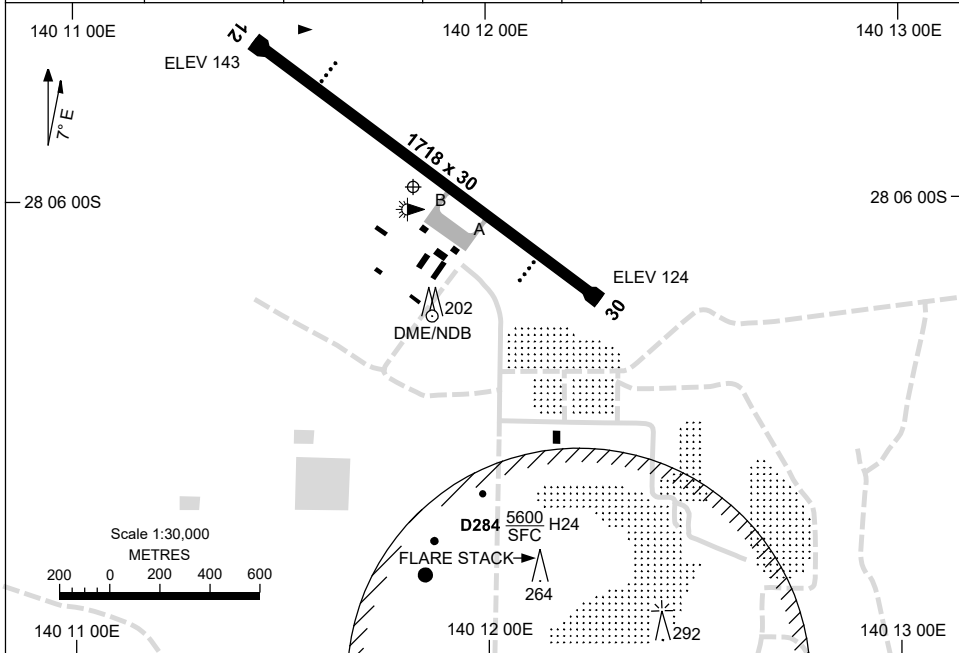 140 11 00E
140 12 00E
140 13 00E
12
ELEV 143
7° E
1718 x 30
28 06 00S
28 06 00S
B
A
ELEV 124
30
202
DME/NDB
D284 5600 H24
SFC
FLARE STACK
264
292
Scale 1:30,000
METRES
200 0 200 400 600
140 11 00E
140 12 00E
140 13 00E